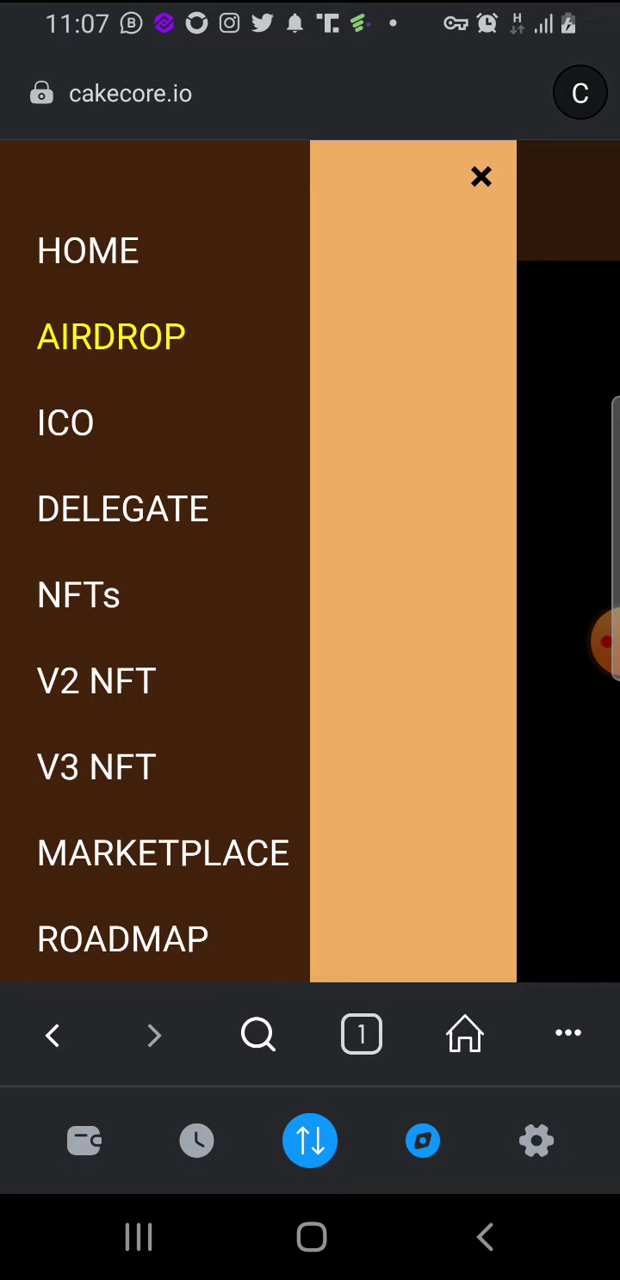 11:07
cakecore.io
C
HOME
AIRDROP
ICO
DELEGATE
NFTs
V2 NFT
V3 NFT
MARKETPLACE
ROADMAP
1